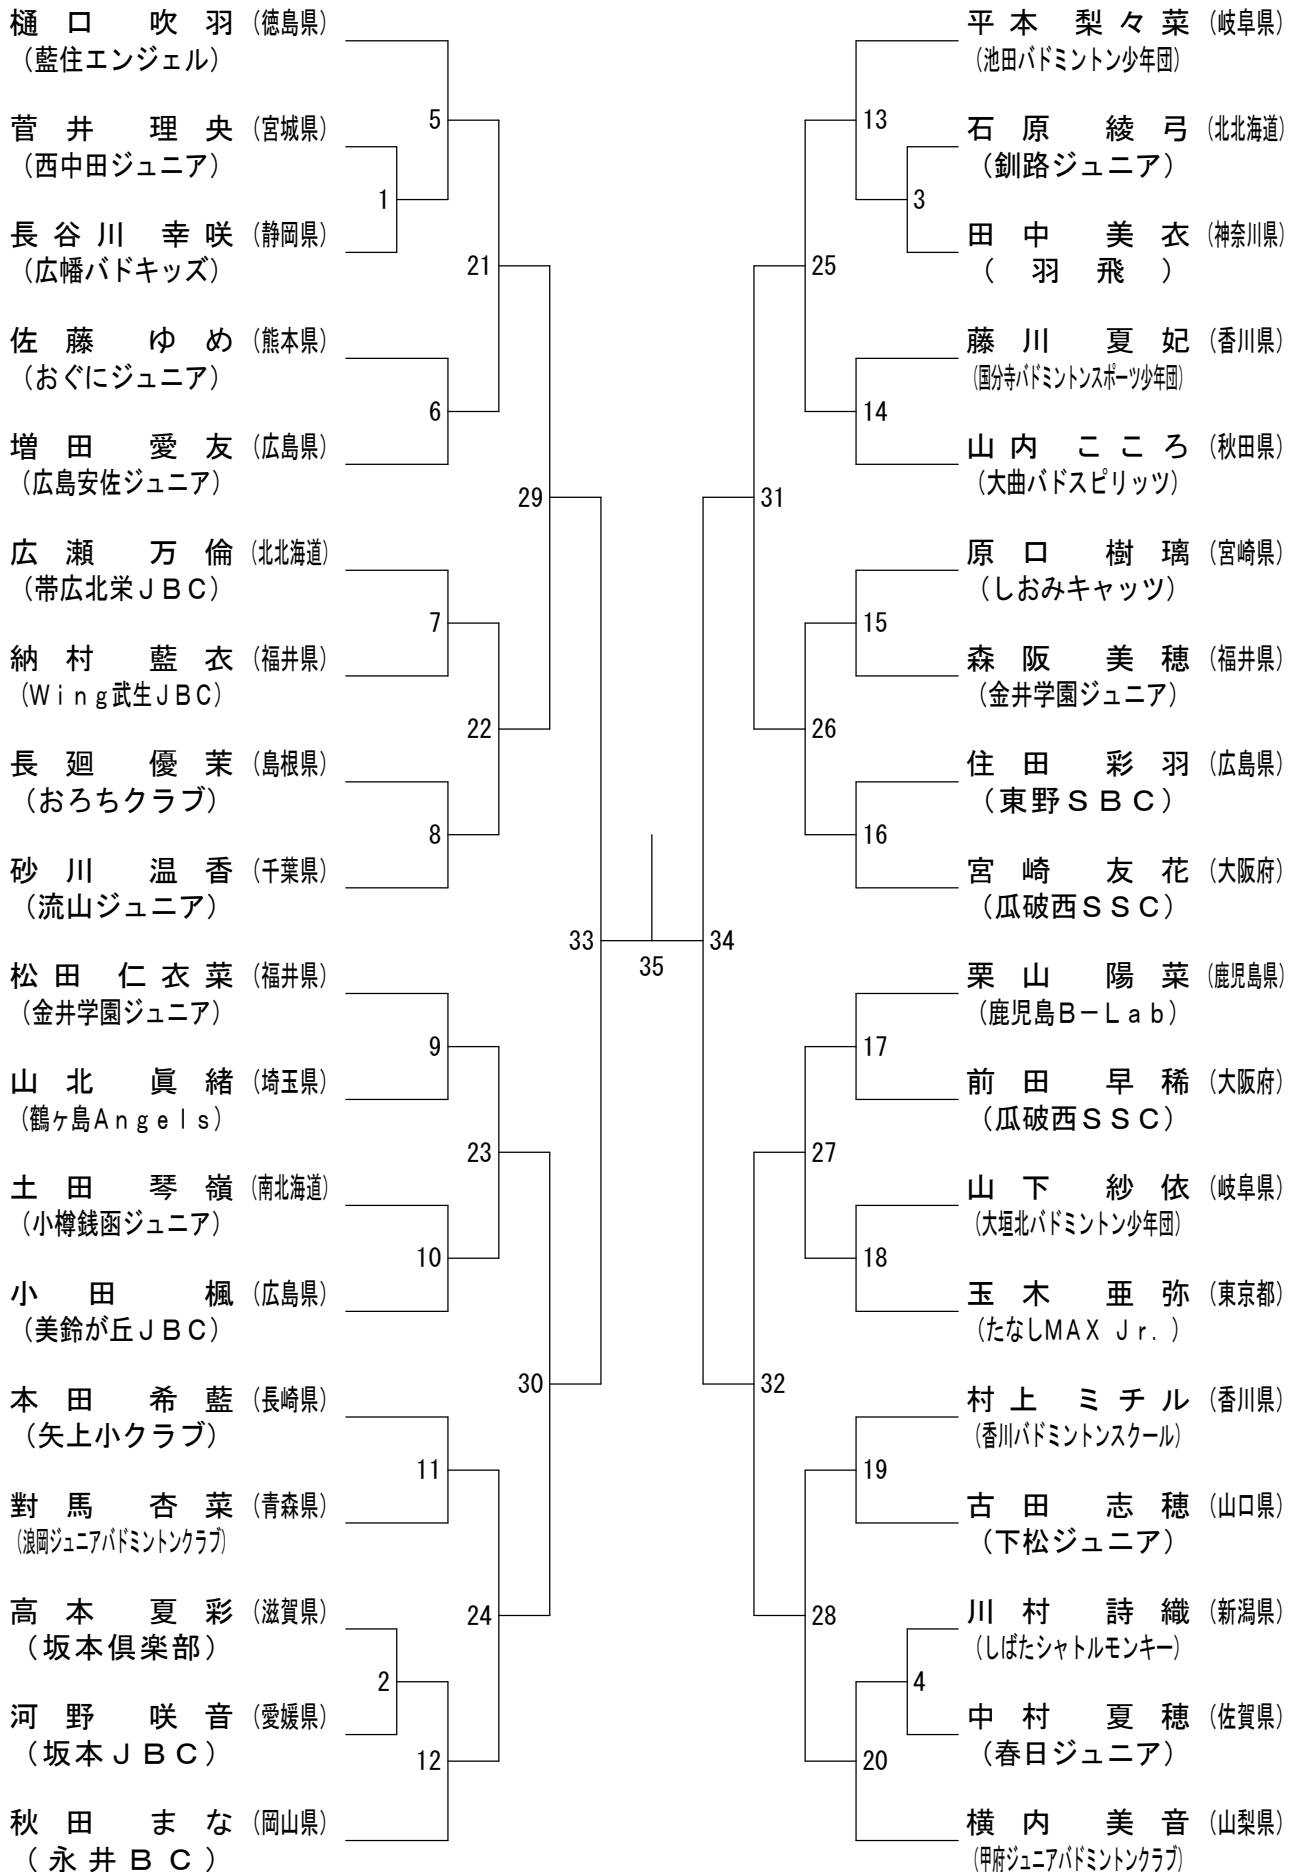 樋口 吹羽 (徳島県)
(藍住エンジェル)
菅井 理央 (宮城県)
(西中田ジュニア)
長谷川 幸咲 (静岡県)
(広幡バドキッズ)
佐藤 ゆめ (熊本県)
(おぐにジュニア)
増田 愛友 (広島県)
(広島安佐ジュニア)
広瀬 万倫 (北北海道)
(帯広北栄JBC)
納村 藍衣 (福井県)
(Wing武生JBC)
長廻 優茉 (島根県)
(おろちクラブ)
砂川 温香 (千葉県)
(流山ジュニア)
松田 仁衣菜 (福井県)
(金井学園ジュニア)
山北 眞緒 (埼玉県)
(鶴ヶ島Angels)
土田 琴嶺 (南北海道)
(小樽銭函ジュニア)
小田 楓 (広島県)
(美鈴が丘JBC)
本田 希藍 (長崎県)
(矢上小クラブ)
對馬 杏菜 (青森県)
(浪岡ジュニアバドミントンクラブ)
高本 夏彩 (滋賀県)
(坂本倶楽部)
河野 咲音 (愛媛県)
(坂本JBC)
秋田 まな (岡山県)
(永井BC)
5
1
21
6
29
7
22
8
33
9
23
10
30
11
24
2
12
35
34
13
3
25
14
31
15
26
16
17
27
18
32
19
28
4
20
平本 梨々菜 (岐阜県)
(池田バドミントン少年団)
石原 綾弓 (北北海道)
(釧路ジュニア)
田中 美衣 (神奈川県)
(羽飛)
藤川 夏妃 (香川県)
(国分寺バドミントンスポーツ少年団)
山内 こころ (秋田県)
(大曲バドスピリッツ)
原口 樹璃 (宮崎県)
(しおみキャッツ)
森阪 美穂 (福井県)
(金井学園ジュニア)
住田 彩羽 (広島県)
(東野SBC)
宮崎 友花 (大阪府)
(瓜破西SSC)
栗山 陽菜 (鹿児島県)
(鹿児島B－Lab)
前田 早稀 (大阪府)
(瓜破西SSC)
山下 紗依 (岐阜県)
(大垣北バドミントン少年団)
玉木 亜弥 (東京都)
(たなしMAX Jr.)
村上 ミチル (香川県)
(香川バドミントンスクール)
古田 志穂 (山口県)
(下松ジュニア)
川村 詩織 (新潟県)
(しばたシャトルモンキー)
中村 夏穂 (佐賀県)
(春日ジュニア)
横内 美音 (山梨県)
(甲府ジュニアバドミントンクラブ)